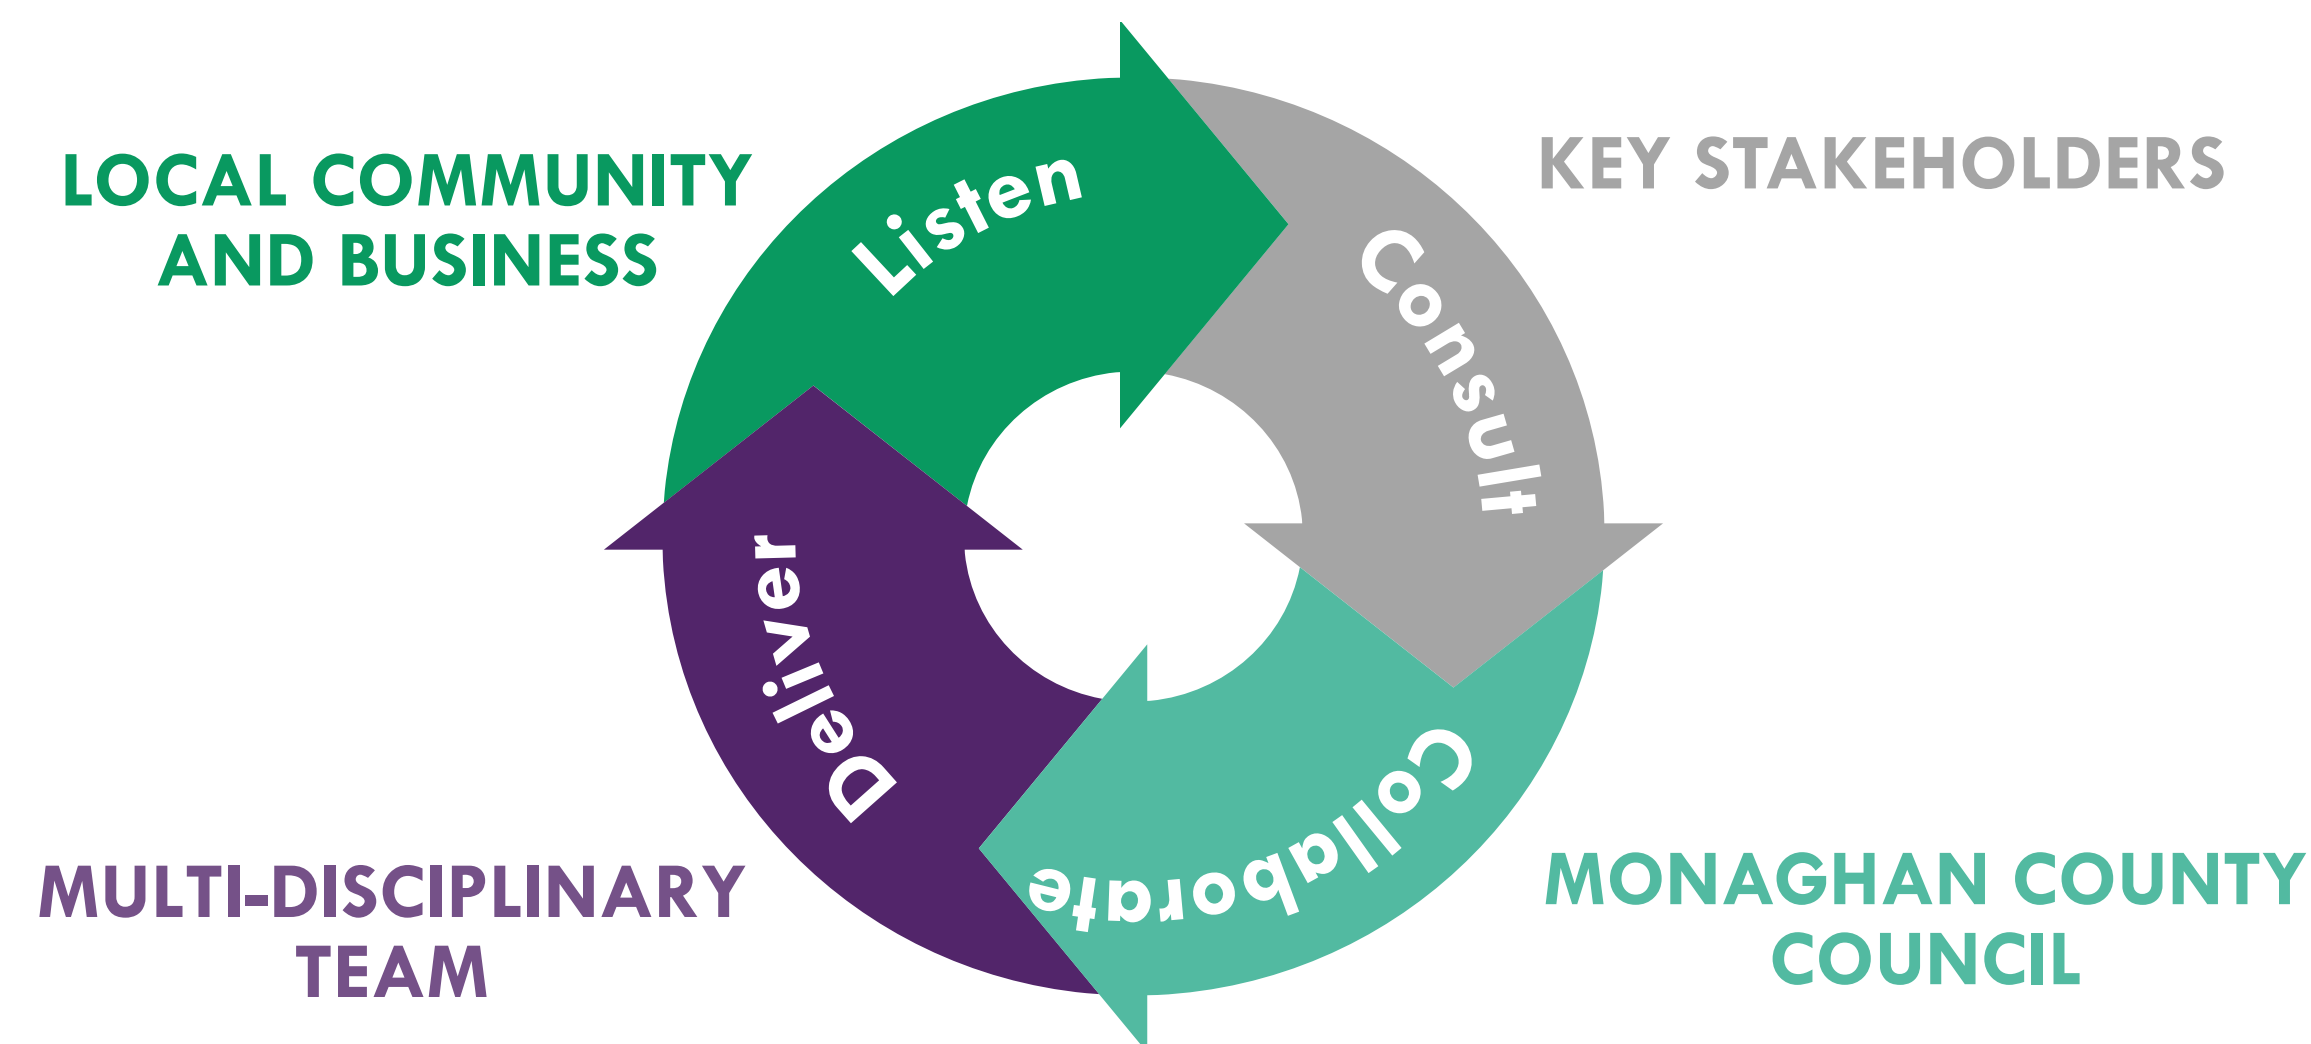 LOCAL COMMUNITY
AND BUSINESS
KEY STAKEHOLDERS
Listen
Consult
Collaborate
Deliver
MULTI-DISCIPLINARY
TEAM
MONAGHAN COUNTY
COUNCIL